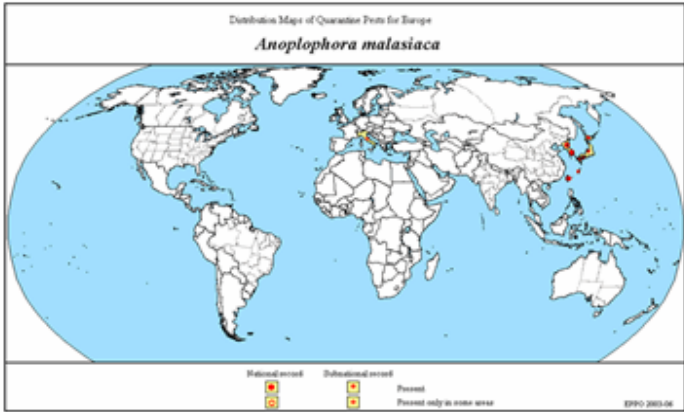 Distribution Maps of Quarantine Pests for Europe
Anoplophora malasiaca
National record Subnational record
Present
Present only in some areas
EPPO 2003-06